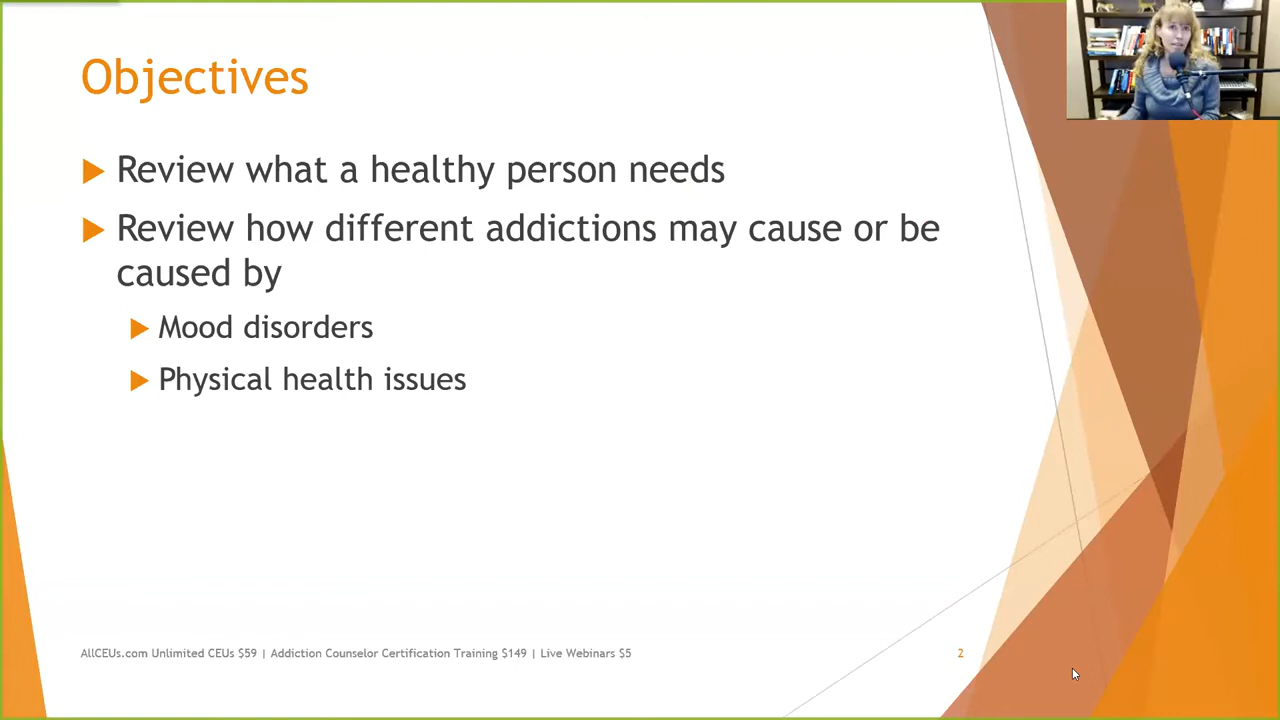 Objectives
Review what a healthy person needs
Review how different addictions may cause or be
caused by
Mood disorders
Physical health issues
AllCEUs.com Unlimited CEUs $59 | Addiction Counselor Certification Training $149 | Live Webinars $5
2